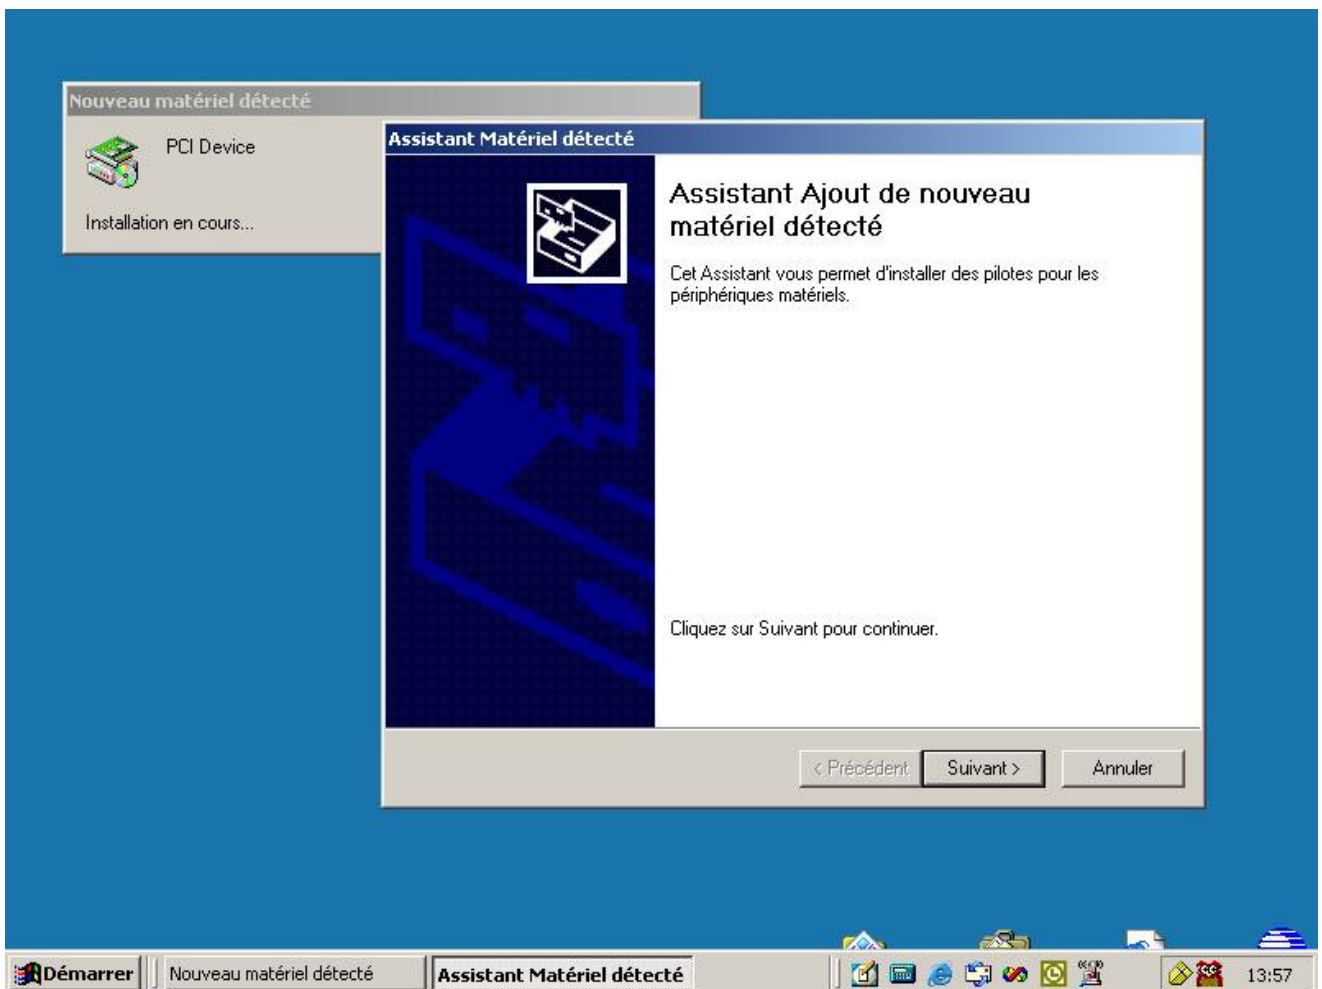 Nouveau matériel détecté
PCI Device
Installation en cours...
Assistant Matériel détecté
Assistant Ajout de nouveau
matériel détecté
Cet Assistant vous permet d'installer des pilotes pour les
périphériques matériels.
Cliquez sur Suivant pour continuer.
< Précédent
Suivant >
Annuler
Démarrer
Nouveau matériel détecté
Assistant Matériel détecté
13:57